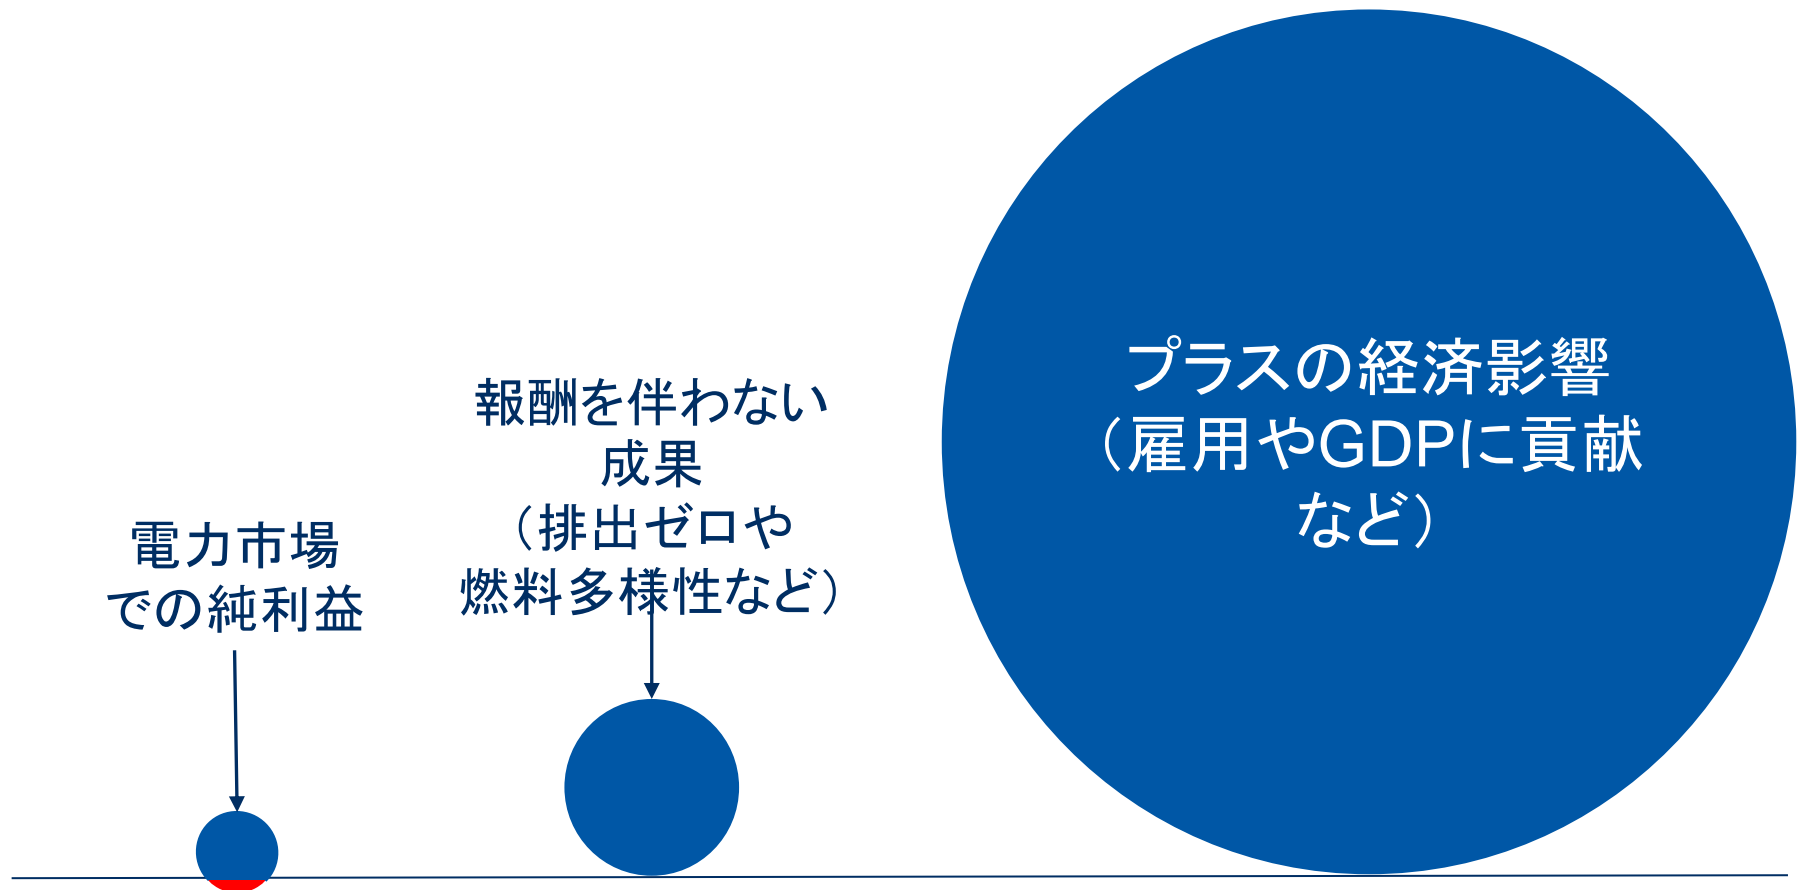 電力市場
での純利益
報酬を伴わない
成果
（排出ゼロや
燃料多様性など）
プラスの経済影響
（雇用やGDPに貢献
など）